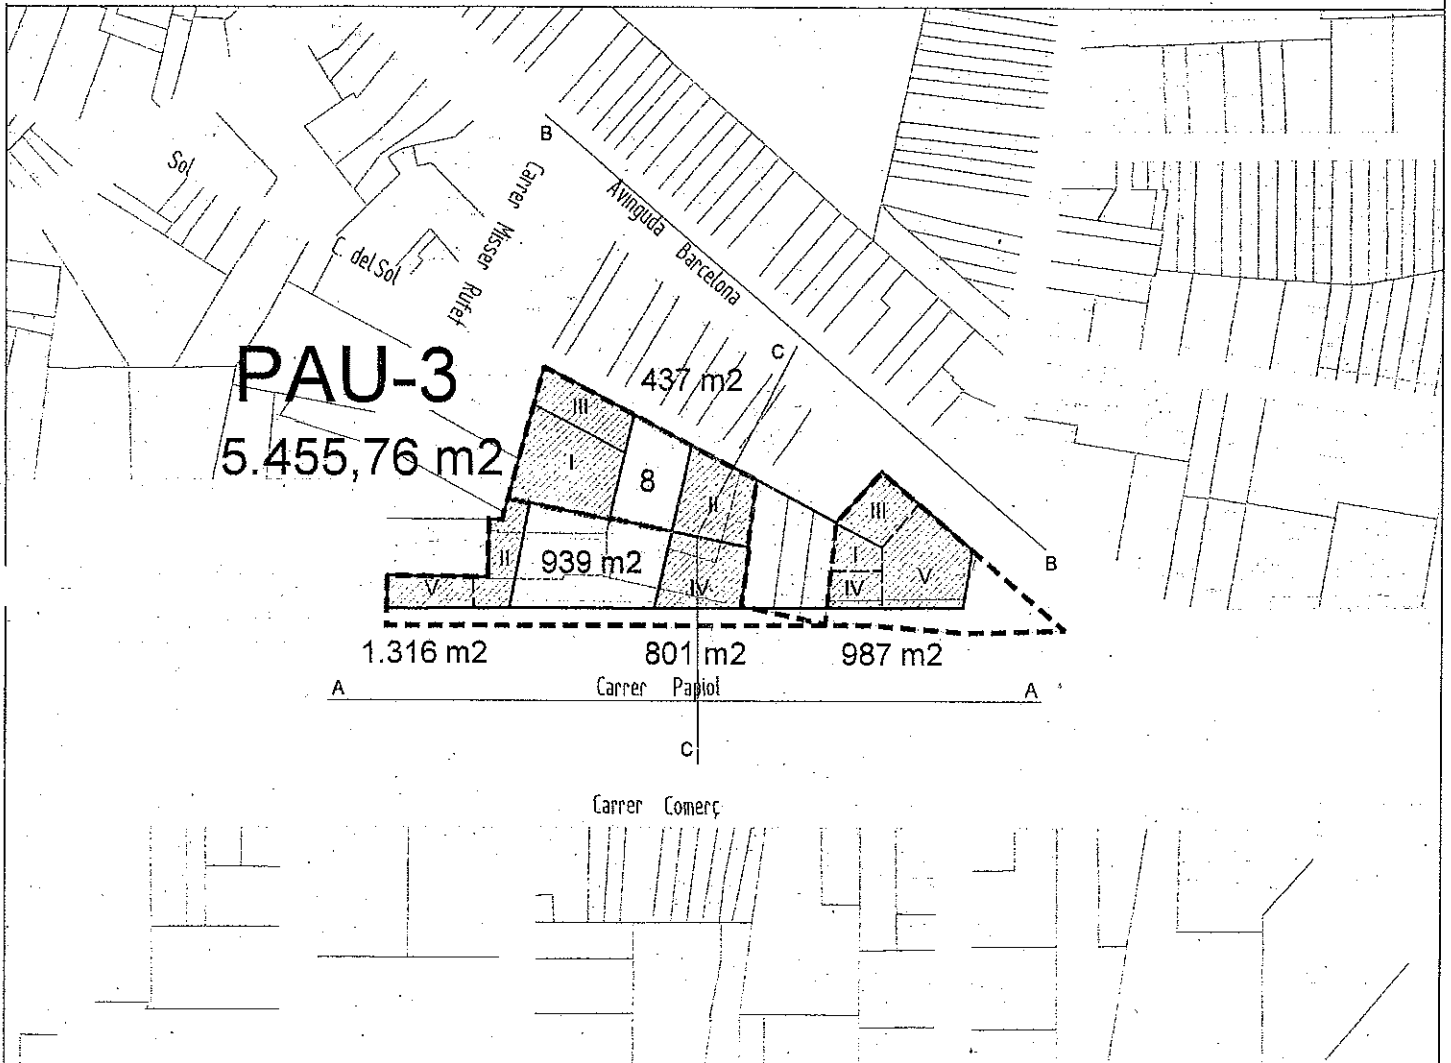 B
Sol
Carrer Misser Rufet
Avinguda Barcelona
C. del Sol
PAU-3
C
437 m2
III
5.455,76 m2
I
8
II
III
II
939 m2
I
B
V
IV
IV
V
1.316 m2
801 m2
987 m2
A
Carrer Papiol
A
C
Carrer Comerç